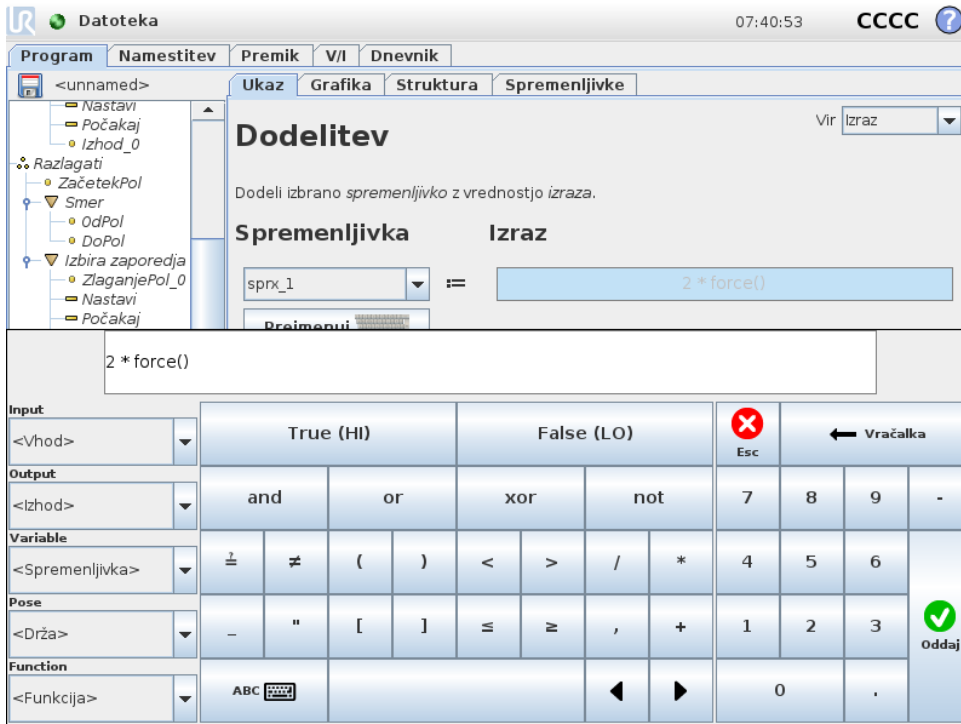 UR Datoteka 07:40:53 CCCC ?
Program Namestitev Premik V/I Dnevnik
<unnamed> Ukaz Grafika Struktura Spremenljivke
Nastavi
Počakaj
Izhod_0
Razlagati
ZačetekPol
Smer
OdPol
DoPol
Izbira zaporedja
ZlaganjePol_0
Nastavi
Počakaj
Vir Izraz
Dodelitev
Dodeli izbrano spremenljivko z vrednostjo izraza.
Spremenljivka Izraz
sprx_1 := 2 * force()
Preimenuj
2 * force()
Input
<Vhod> True (HI) False (LO) Esc Vračalka
Output
<Izhod> and or xor not 7 8 9 -
Variable
<Spremenljivka> ≟ ≠ ( ) < > / * 4 5 6
Pose
<Drža> _ " [ ] ≤ ≥ , + 1 2 3 Oddaj
Function
<Funkcija> ABC 0 .